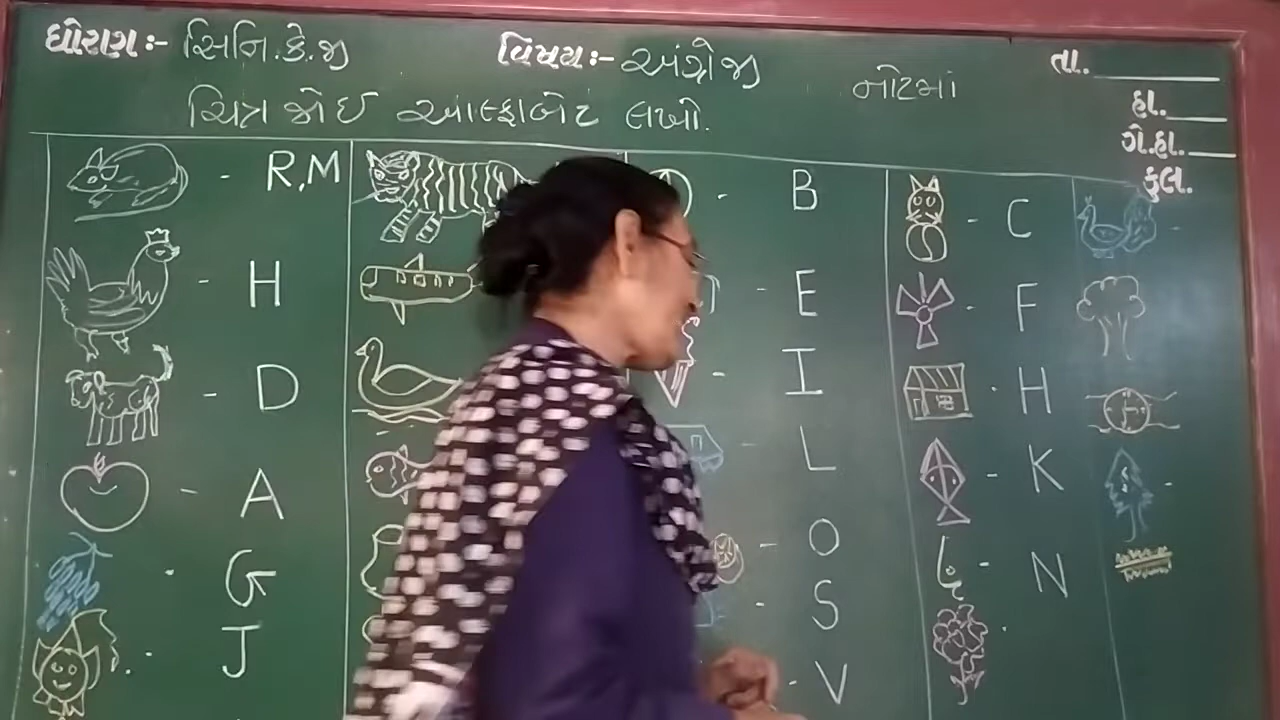 ધોરણ:- સિનિ.કે.જી વિષય:- અંગ્રેજી નોટમાં તા.
ચિત્ર જોઈ આલ્ફાબેટ લખો. હા.
ગે.હા.
કુલ.
- R,M - B - C -
- H - E - F
- D - I - H
- A - L - K -
- G - O - N
- J - S
- V